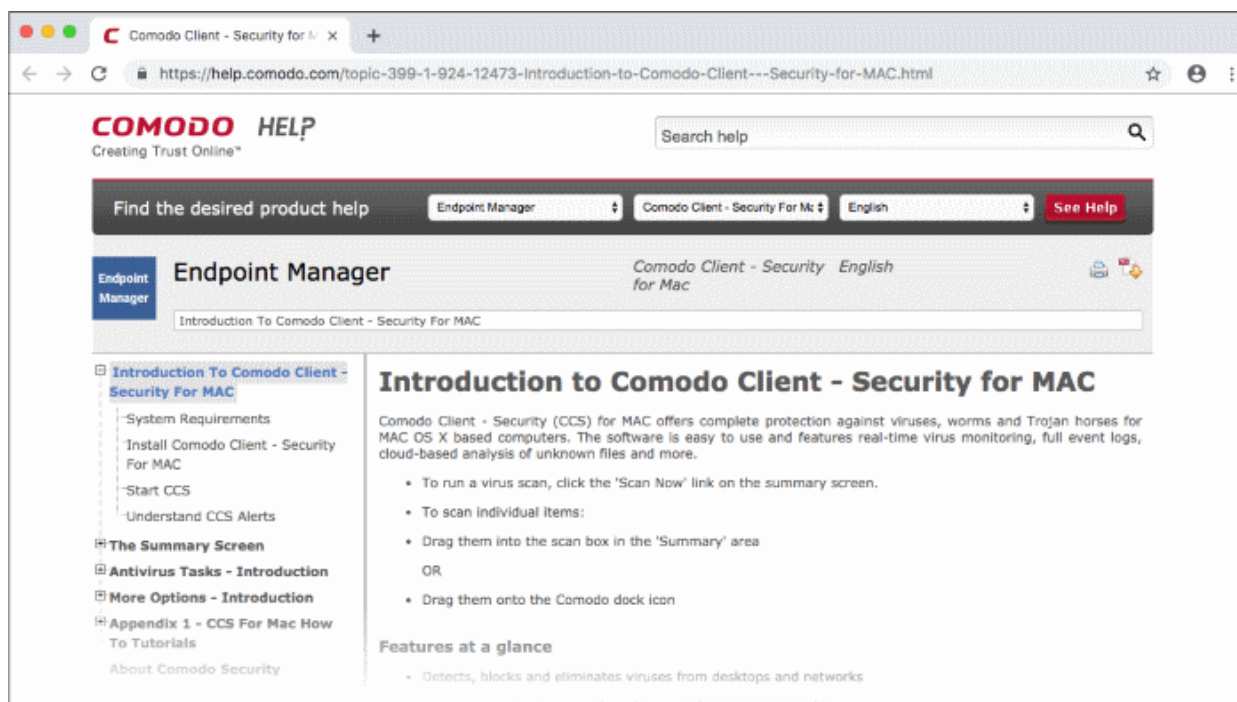 Comodo Client - Security for M
https://help.comodo.com/topic-399-1-924-12473-Introduction-to-Comodo-Client---Security-for-MAC.html
COMODO HELP
Creating Trust Online™
Search help
Find the desired product help
Endpoint Manager
Comodo Client - Security For Mc
English
See Help
Endpoint
Manager
Endpoint Manager
Comodo Client - Security
for Mac
English
Introduction To Comodo Client - Security For MAC
Introduction To Comodo Client -
Security For MAC
System Requirements
Install Comodo Client - Security
For MAC
Start CCS
Understand CCS Alerts
The Summary Screen
Antivirus Tasks - Introduction
More Options - Introduction
Appendix 1 - CCS For Mac How
To Tutorials
About Comodo Security
Introduction to Comodo Client - Security for MAC
Comodo Client - Security (CCS) for MAC offers complete protection against viruses, worms and Trojan horses for
MAC OS X based computers. The software is easy to use and features real-time virus monitoring, full event logs,
cloud-based analysis of unknown files and more.
• To run a virus scan, click the 'Scan Now' link on the summary screen.
• To scan individual items:
• Drag them into the scan box in the 'Summary' area
OR
• Drag them onto the Comodo dock icon
Features at a glance
• Detects, blocks and eliminates viruses from desktops and networks